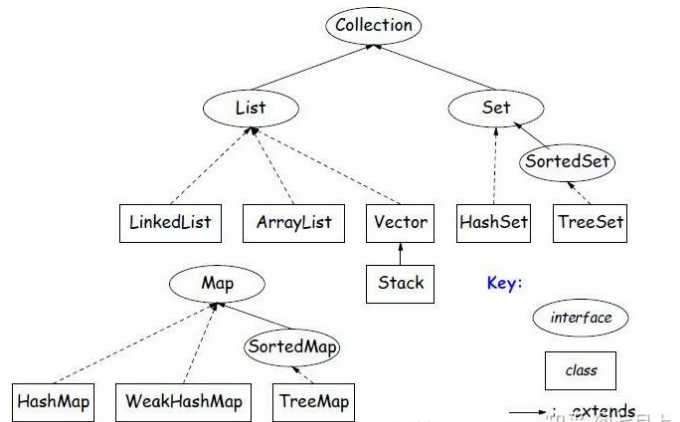 Collection
List
Set
SortedSet
LinkedList
ArrayList
Vector
HashSet
TreeSet
Map
Stack
Key:
interface
SortedMap
class
HashMap
WeakHashMap
TreeMap
: extends